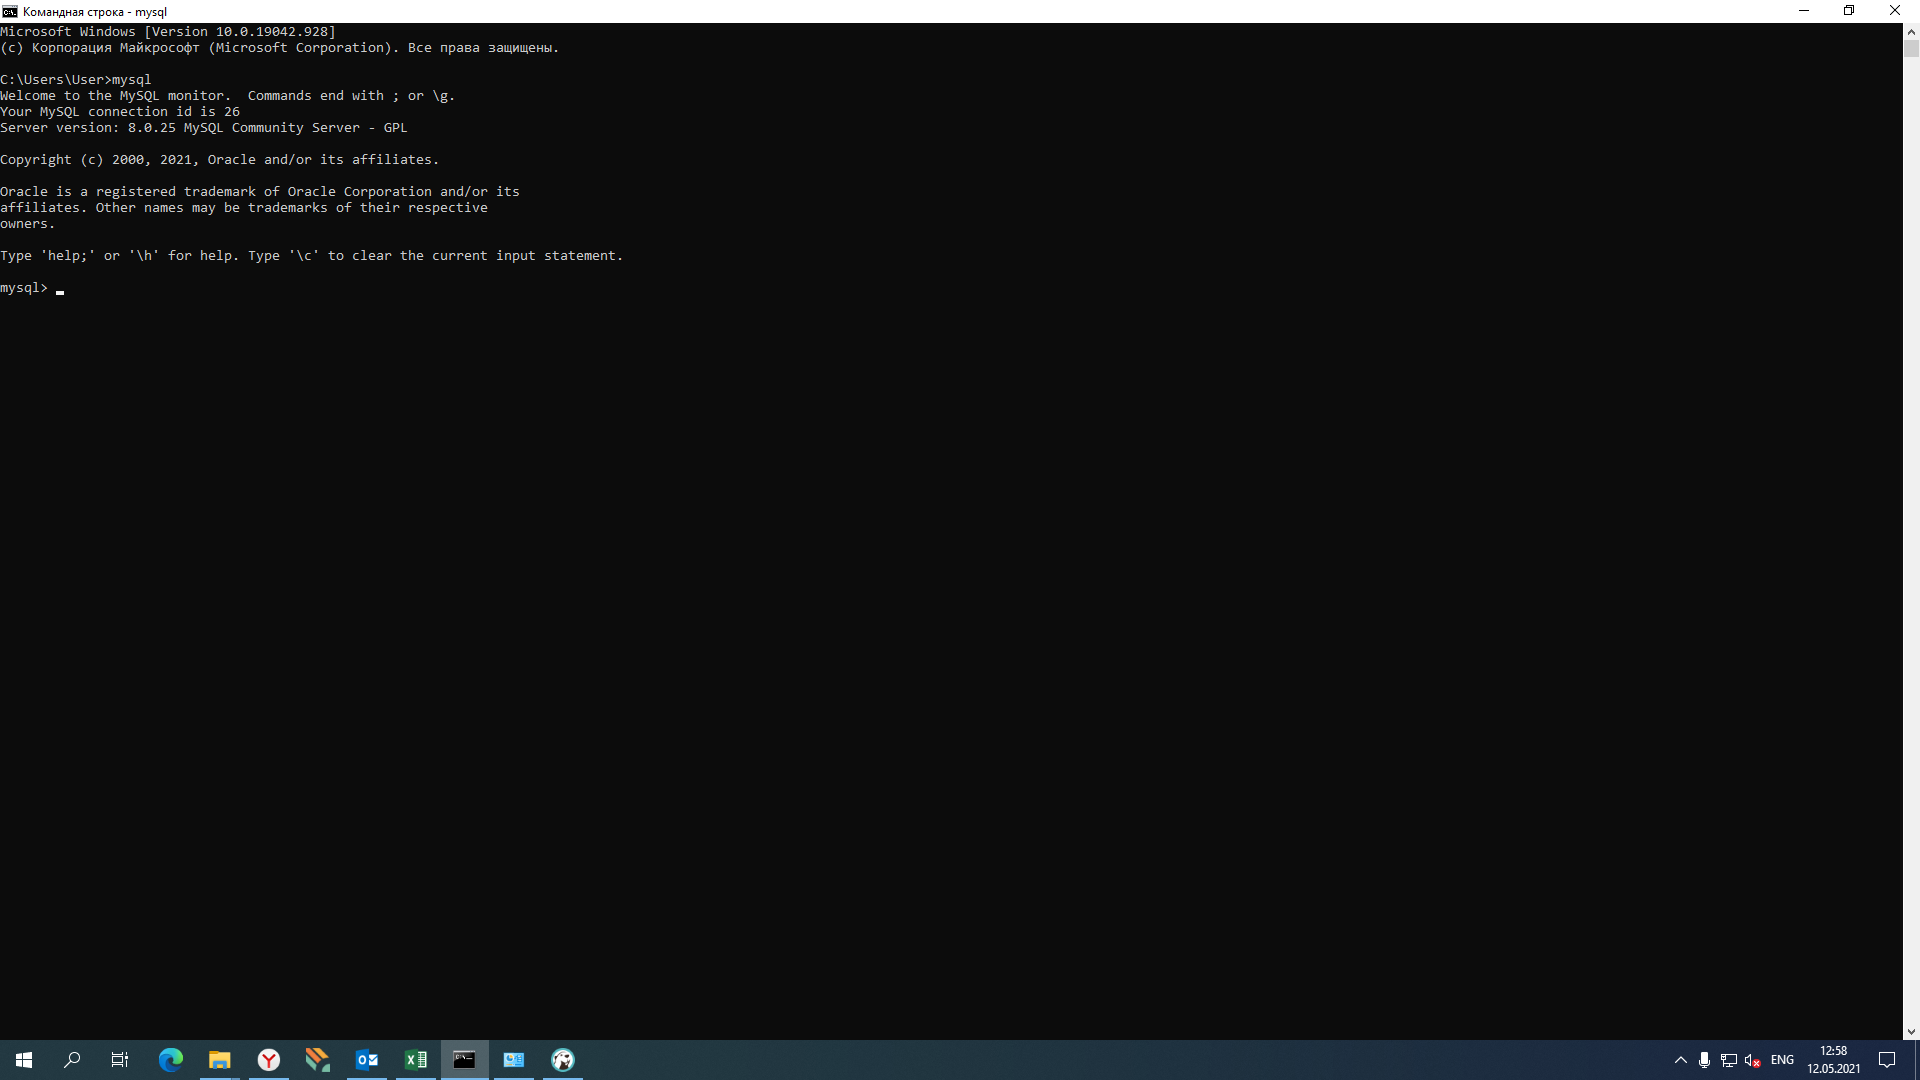 Командная строка - mysql
Microsoft Windows [Version 10.0.19042.928]
(c) Корпорация Майкрософт (Microsoft Corporation). Все права защищены.
C:\Users\User>mysql
Welcome to the MySQL monitor.  Commands end with ; or \g.
Your MySQL connection id is 26
Server version: 8.0.25 MySQL Community Server - GPL
Copyright (c) 2000, 2021, Oracle and/or its affiliates.
Oracle is a registered trademark of Oracle Corporation and/or its
affiliates. Other names may be trademarks of their respective
owners.
Type 'help;' or '\h' for help. Type '\c' to clear the current input statement.
mysql> _
ENG
12:58
12.05.2021